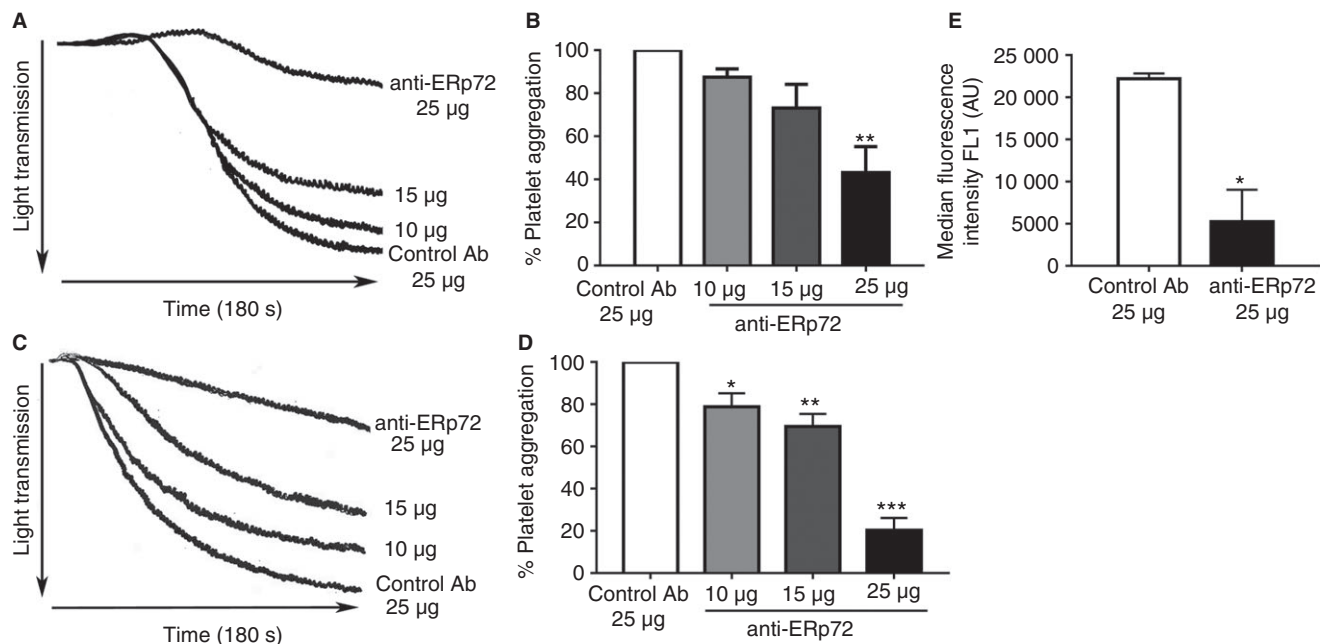 A
Light transmission
anti-ERp72
25 µg
15 µg
10 µg
Control Ab
25 µg
Time (180 s)
B
% Platelet aggregation
100
80
60
40
20
0
**
Control Ab
25 µg
10 µg
15 µg
25 µg
anti-ERp72
E
Median fluorescence
intensity FL1 (AU)
25 000
22 000
15 000
10 000
5000
0
*
Control Ab
25 µg
anti-ERp72
25 µg
C
Light transmission
anti-ERp72
25 µg
15 µg
10 µg
Control Ab
25 µg
Time (180 s)
D
% Platelet aggregation
100
80
60
40
20
0
*
**
***
Control Ab
25 µg
10 µg
15 µg
25 µg
anti-ERp72